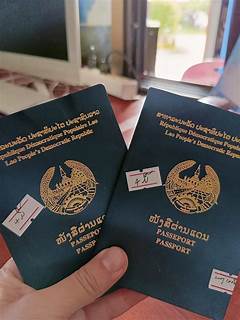 ສາທາລະນະລັດ ປະຊາທິປະໄຕ ປະຊາຊົນລາວ
République Démocratique Populaire Lao
Lao People's Democratic Republic
ໜັງສືຜ່ານແດນ
PASSEPORT
PASSPORT
ສາທາລະນະລັດ ປະຊາທິປະໄຕ ປະຊາຊົນລາວ
République Démocratique Populaire Lao
Lao People's Democratic Republic
ໜັງສືຜ່ານແດນ
PASSEPORT
PASSPORT